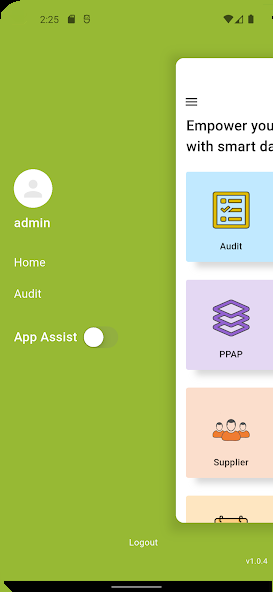 2:25
Empower you
with smart da
admin
Home
Audit
App Assist
Audit
PPAP
Supplier
Logout
v1.0.4